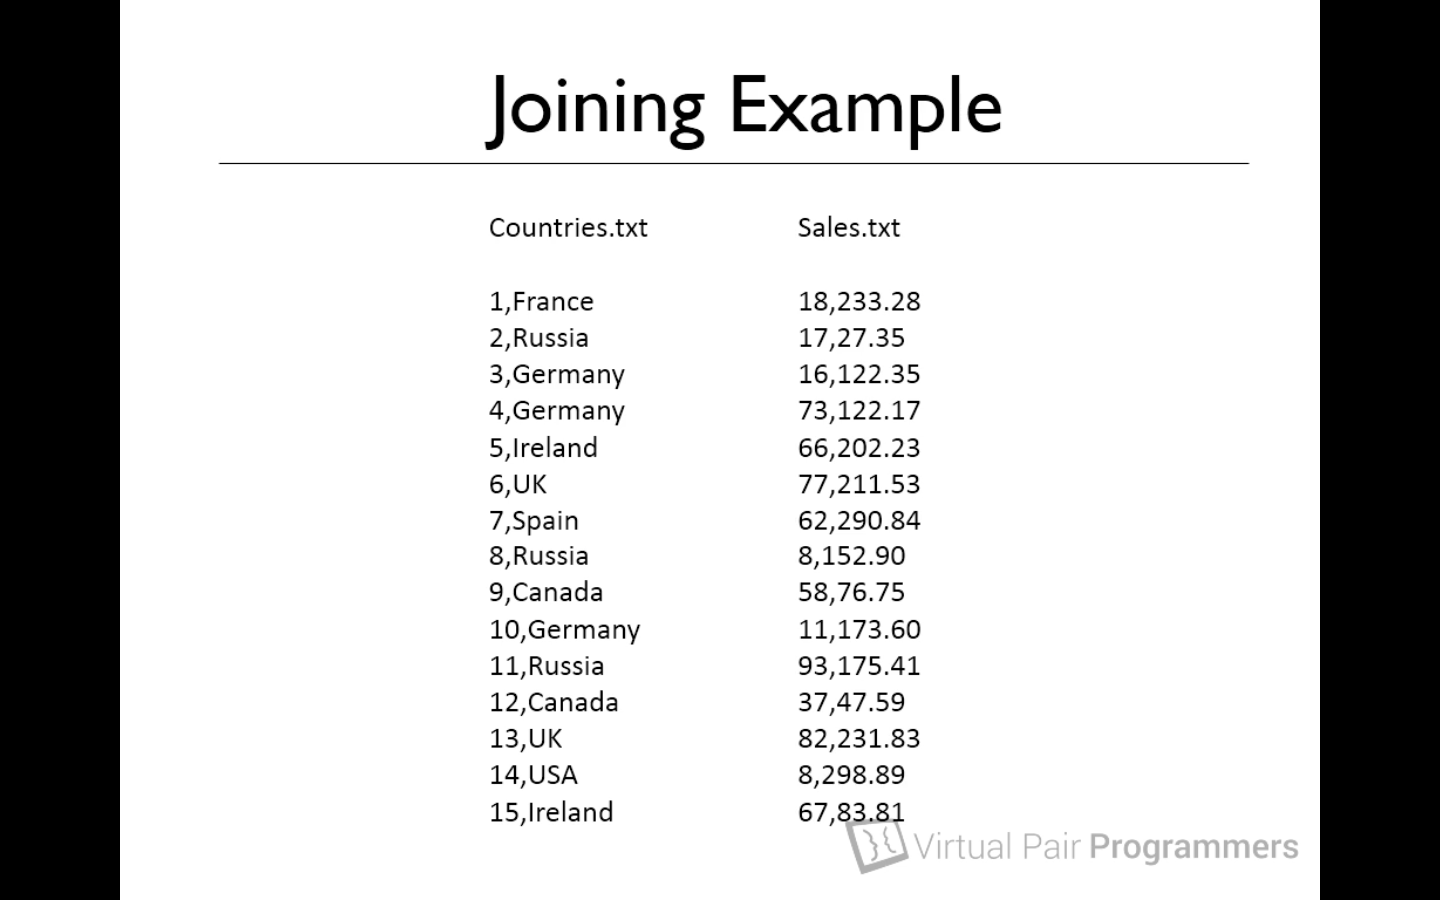 Joining Example
Countries.txt
1,France
2,Russia
3,Germany
4,Germany
5,Ireland
6,UK
7,Spain
8,Russia
9,Canada
10,Germany
11,Russia
12,Canada
13,UK
14,USA
15,Ireland
Sales.txt
18,233.28
17,27.35
16,122.35
73,122.17
66,202.23
77,211.53
62,290.84
8,152.90
58,76.75
11,173.60
93,175.41
37,47.59
82,231.83
8,298.89
67,83.81
Virtual Pair Programmers